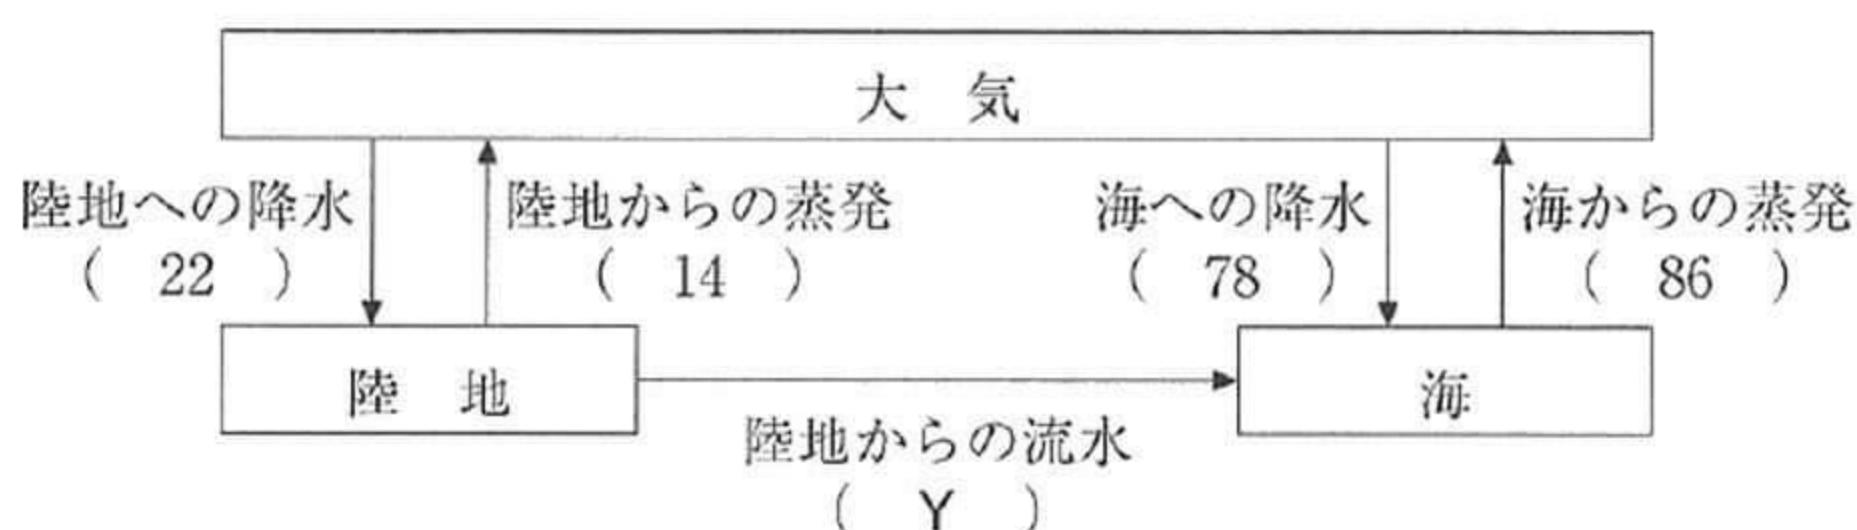 大 気
陸地への降水
( 22 )
陸地からの蒸発
( 14 )
海への降水
( 78 )
海からの蒸発
( 86 )
陸 地
海
陸地からの流水
( Y )